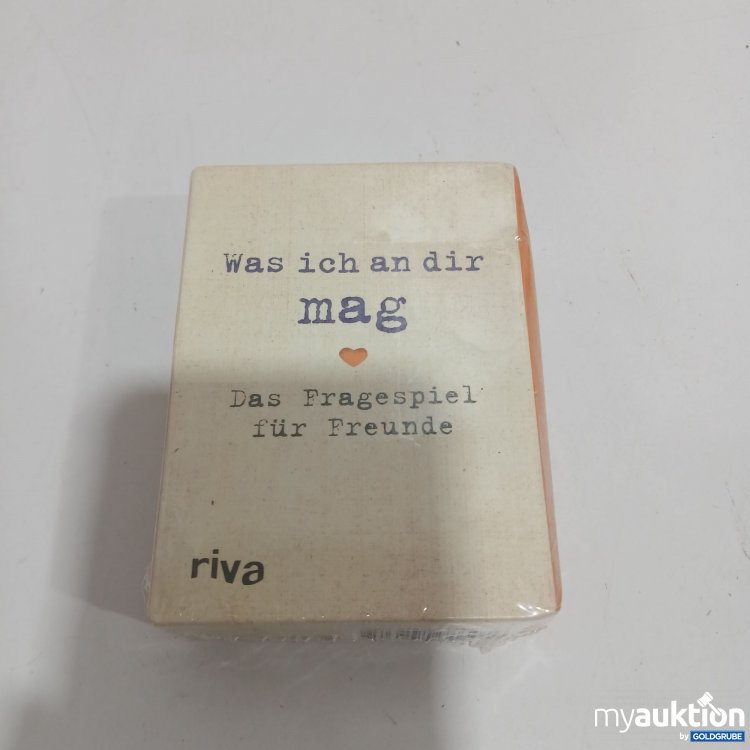 Was ich an dir
mag
Das Fragespiel
für Freunde
riva
myauktion
by GOLDGRUBE